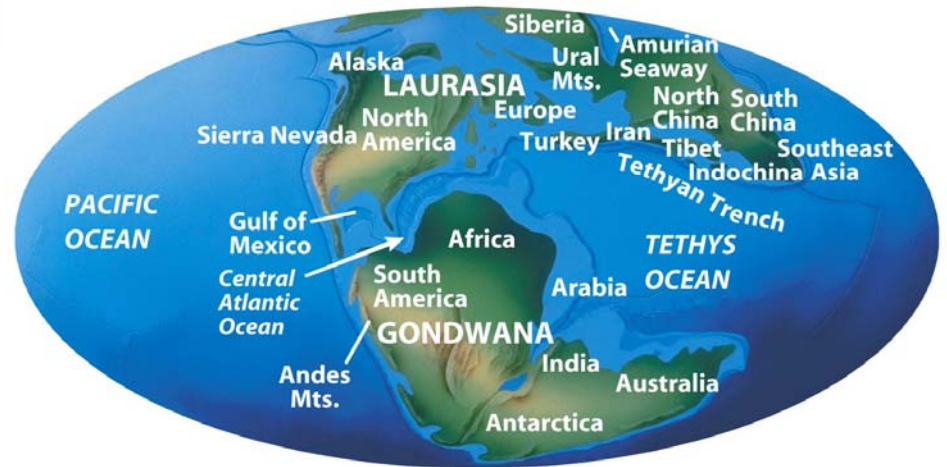 Siberia
Amurian
Seaway
Ural
Mts.
Alaska
LAURASIA
Europe
North
America
North
China
South
China
Sierra Nevada
Turkey
Iran
Tibet
Southeast
Asia
Indochina
Tethyan Trench
PACIFIC
OCEAN
Gulf of
Mexico
Africa
TETHYS
OCEAN
Central
Atlantic
Ocean
South
America
Arabia
GONDWANA
Andes
Mts.
India
Australia
Antarctica